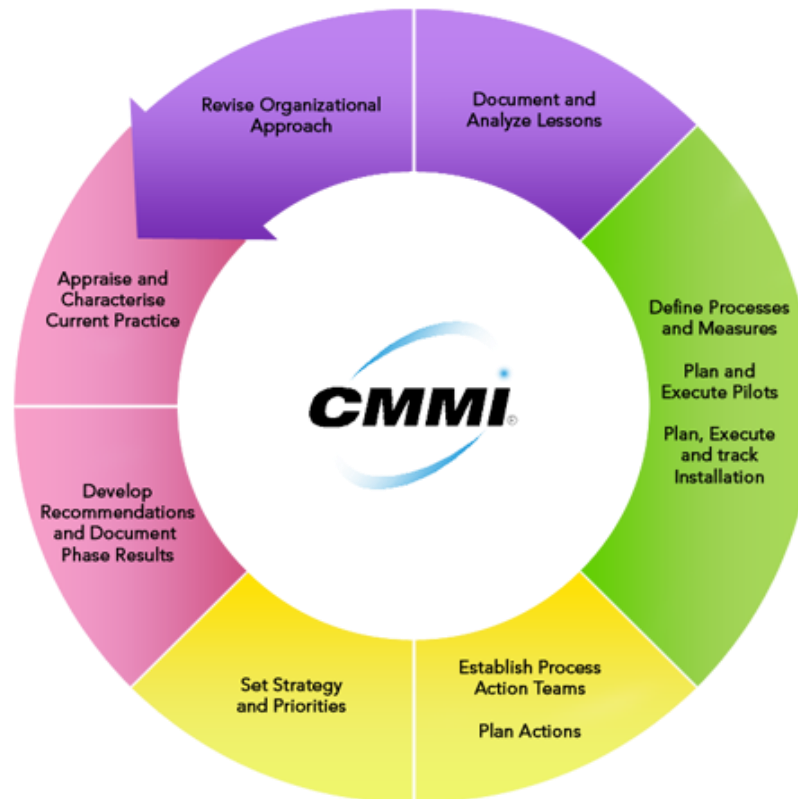 Revise Organizational
Approach
Document and
Analyze Lessons
Appraise and
Characterise
Current Practice
Define Processes
and Measures
Plan and
Execute Pilots
Plan, Execute
and track
Installation
CMMI
Develop
Recommendations
and Document
Phase Results
Set Strategy
and Priorities
Establish Process
Action Teams
Plan Actions